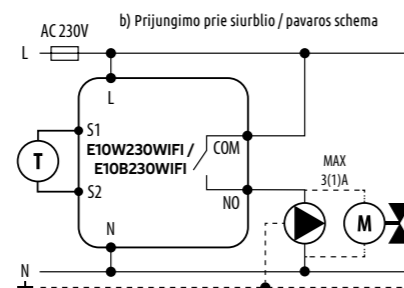 b) Prijungimo prie siurblio / pavaros schema
AC 230V
L
L
S1
E10W230WIFI /
E10B230WIFI
COM
T
MAX
3(1)A
S2
NO
M
N
N